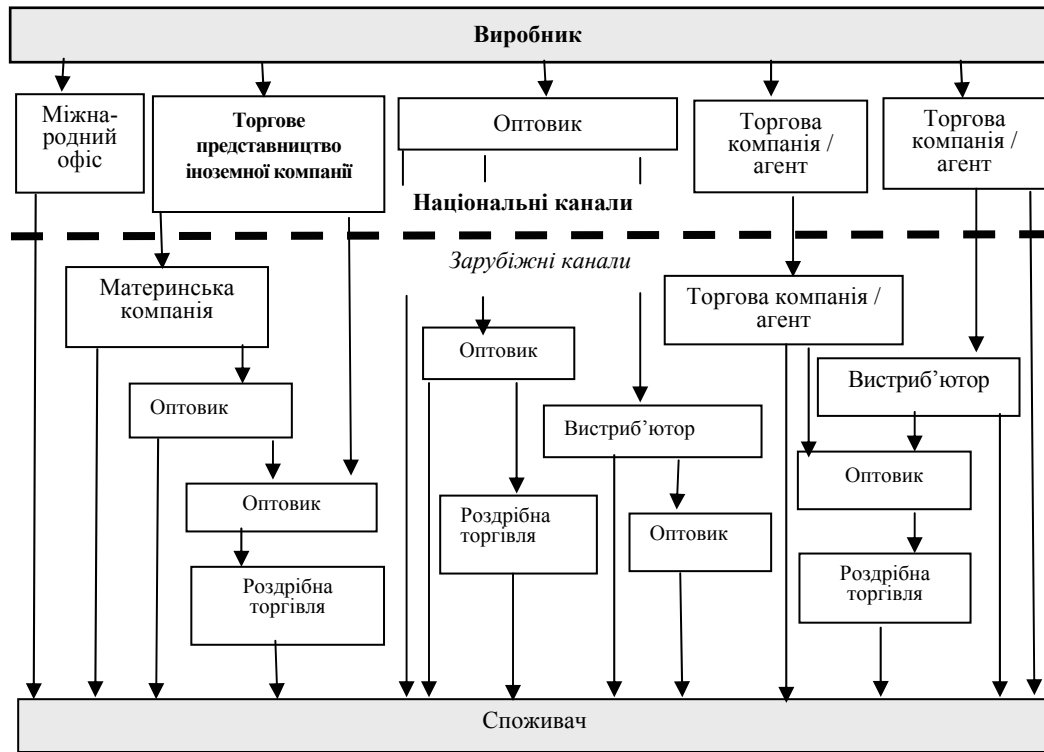 Виробник
Міжна-
родний
офіс
Торгове
представництво
іноземної компанії
Оптовик
Торгова
компанія /
агент
Торгова
компанія /
агент
Національні канали
Зарубіжні канали
Материнська
компанія
Торгова компанія /
агент
Оптовик
Вистриб’ютор
Оптовик
Вистриб’ютор
Оптовик
Оптовик
Роздрібна
торгівля
Оптовик
Роздрібна
торгівля
Роздрібна
торгівля
Споживач